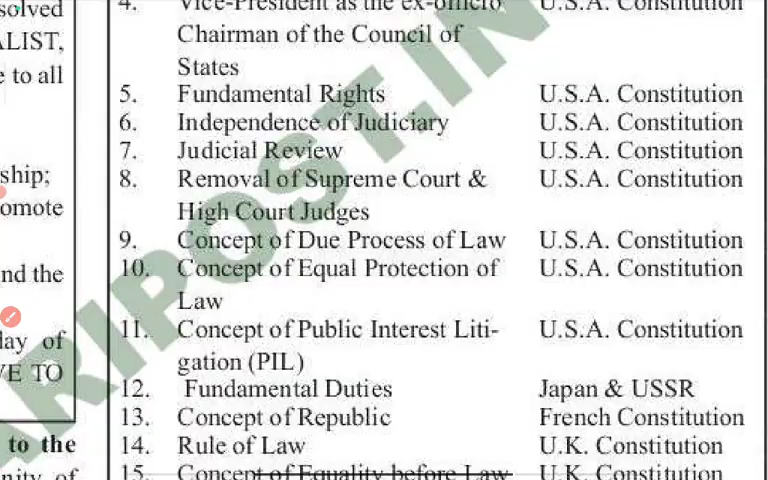 solved
ALIST,
e to all
ship;
omote
nd the
day of
VE TO
to the
nity of
4. Vice-President as the ex-officio U.S.A. Constitution
Chairman of the Council of
States
5. Fundamental Rights U.S.A. Constitution
6. Independence of Judiciary U.S.A. Constitution
7. Judicial Review U.S.A. Constitution
8. Removal of Supreme Court & U.S.A. Constitution
High Court Judges
9. Concept of Due Process of Law U.S.A. Constitution
10. Concept of Equal Protection of U.S.A. Constitution
Law
11. Concept of Public Interest Liti- U.S.A. Constitution
gation (PIL)
12. Fundamental Duties Japan & USSR
13. Concept of Republic French Constitution
14. Rule of Law U.K. Constitution
15. Concept of Equality before Law U.K. Constitution
ARIPOST.IN